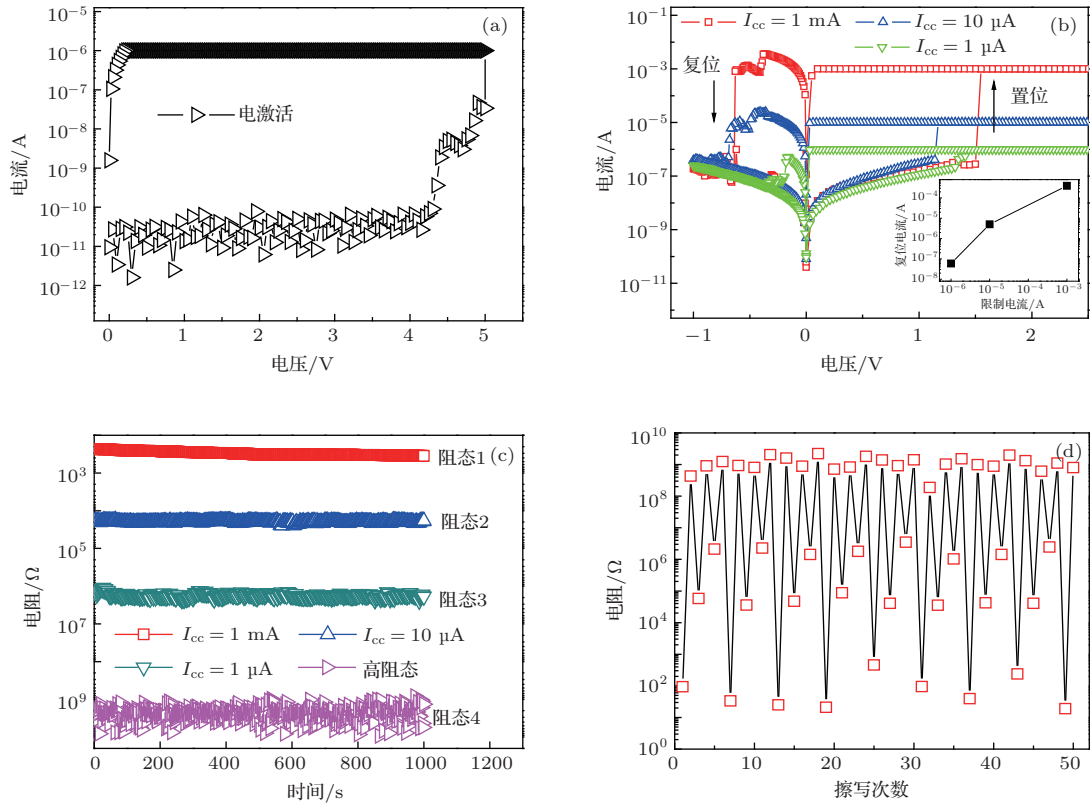 (a)
10−5
10−6
10−7
10−8
10−9
10−10
10−11
10−12
电流/A
电激活
0 1 2 3 4 5
电压/V
(b)
Icc = 1 mA
Icc = 10 µA
Icc = 1 µA
10−1
10−3
10−5
10−7
10−9
10−11
电流/A
复位
置位
−1 0 1 2
电压/V
10−4
10−5
10−6
10−7
10−8
复位电流/A
10−6 10−5 10−4 10−3
限制电流/A
(c)
103
105
106
109
电阻/Ω
阻态1
阻态2
阻态3
阻态4
Icc = 1 mA
Icc = 10 µA
Icc = 1 µA
高阻态
0 200 400 600 800 1000 1200
时间/s
(d)
1010
108
106
104
102
100
电阻/Ω
0 10 20 30 40 50
擦写次数